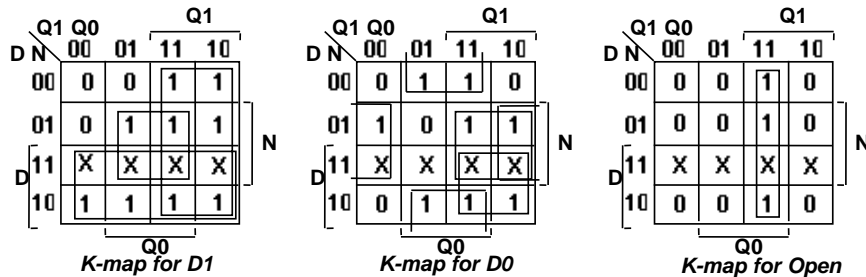 Q1
Q1 Q0
D N 00 01 11 10
00 0 0 1 1
01 0 1 1 1
N
D 11 X X X X
10 1 1 1 1
Q0
K-map for D1
Q1
Q1 Q0
D N 00 01 11 10
00 0 1 1 0
01 1 0 1 1
N
D 11 X X X X
10 0 1 1 1
Q0
K-map for D0
Q1
Q1 Q0
D N 00 01 11 10
00 0 0 1 0
01 0 0 1 0
N
D 11 X X X X
10 0 0 1 0
Q0
K-map for Open